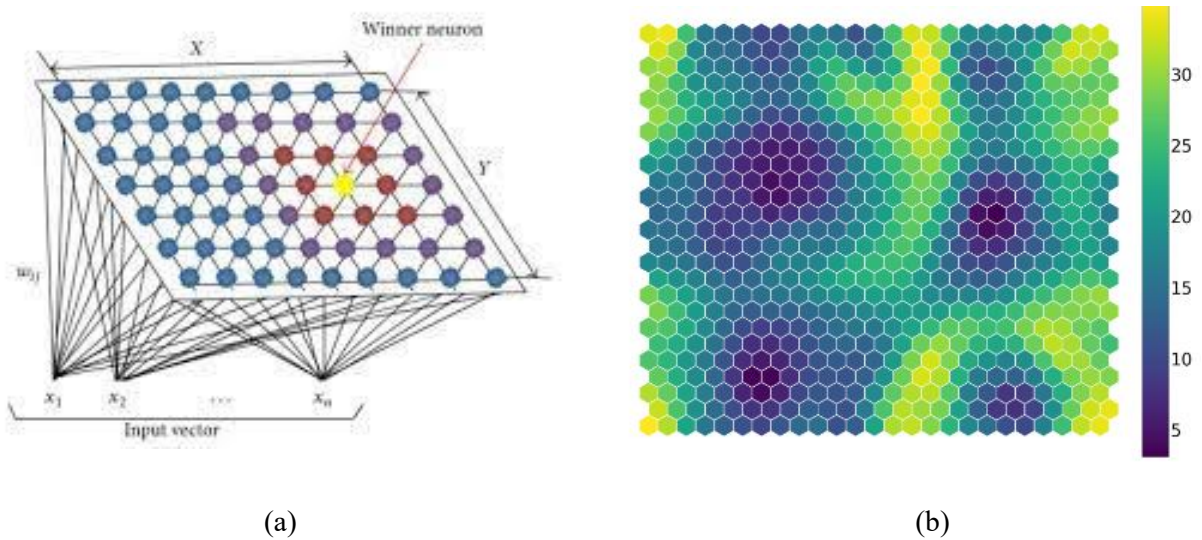 Winner neuron
X
Y
w_ij
x_1 x_2 ... x_n
Input vector
30
25
20
15
10
5
(a) (b)